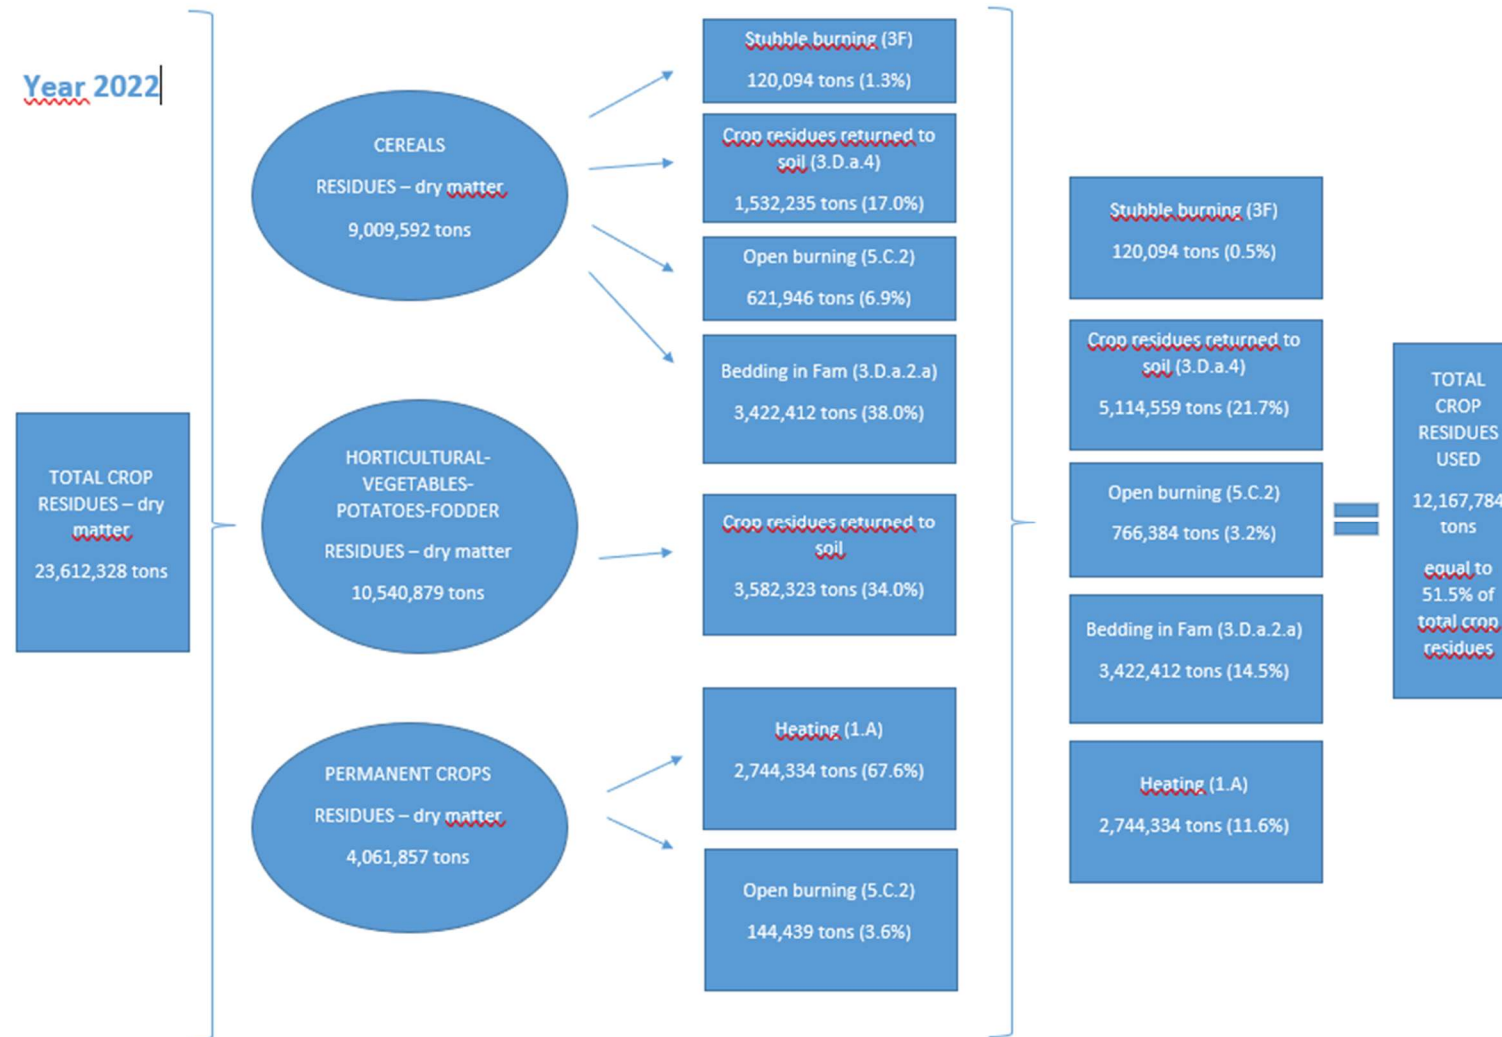 Year 2022
TOTAL CROP
RESIDUES – dry
matter
23,612,328 tons
CEREALS
RESIDUES – dry matter
9,009,592 tons
HORTICULTURAL-
VEGETABLES-
POTATOES-FODDER
RESIDUES – dry matter
10,540,879 tons
PERMANENT CROPS
RESIDUES – dry matter
4,061,857 tons
Stubble burning (3F)
120,094 tons (1.3%)
Crop residues returned to
soil (3.D.a.4)
1,532,235 tons (17.0%)
Open burning (5.C.2)
621,946 tons (6.9%)
Bedding in Fam (3.D.a.2.a)
3,422,412 tons (38.0%)
Crop residues returned to
soil
3,582,323 tons (34.0%)
Heating (1.A)
2,744,334 tons (67.6%)
Open burning (5.C.2)
144,439 tons (3.6%)
Stubble burning (3F)
120,094 tons (0.5%)
Crop residues returned to
soil (3.D.a.4)
5,114,559 tons (21.7%)
Open burning (5.C.2)
766,384 tons (3.2%)
Bedding in Fam (3.D.a.2.a)
3,422,412 tons (14.5%)
Heating (1.A)
2,744,334 tons (11.6%)
TOTAL
CROP
RESIDUES
USED
12,167,784
tons
equal to
51.5% of
total crop
residues